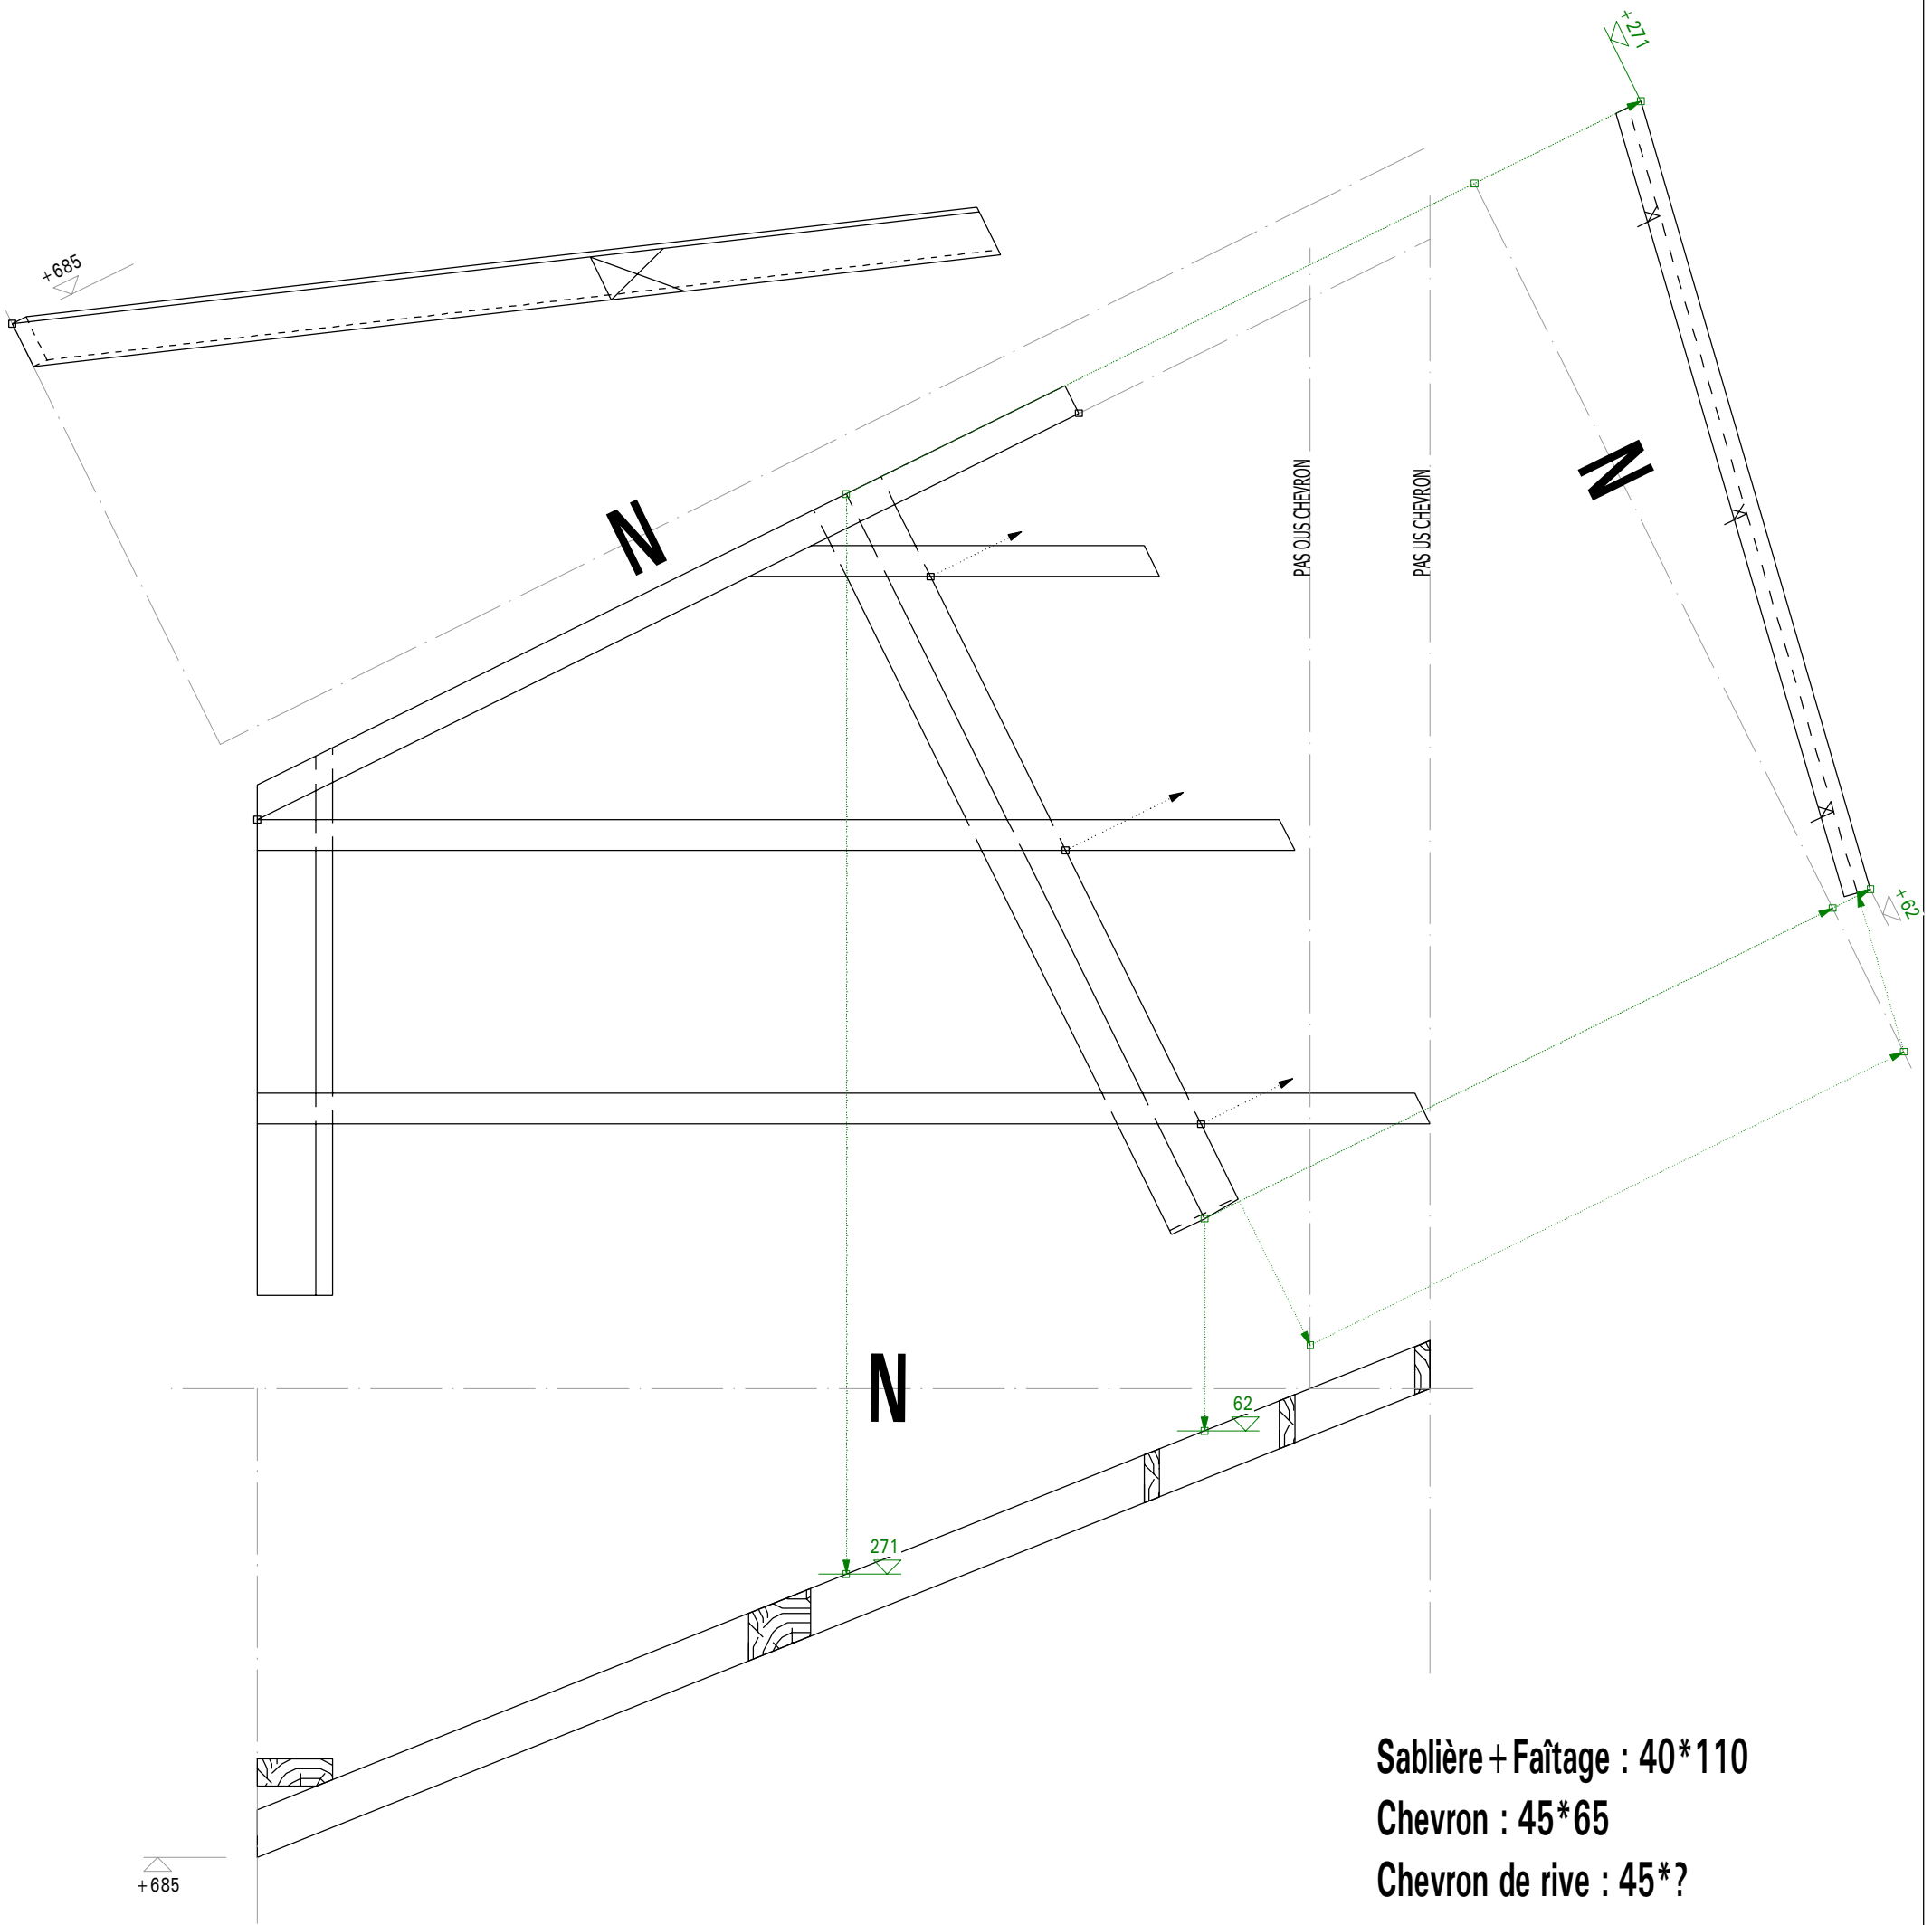 +271
+685
N
N
PAS OUS CHEVRON
PAS US CHEVRON
+62
N
62
271
+685
Sablière + Faîtage : 40*110
Chevron : 45*65
Chevron de rive : 45*?